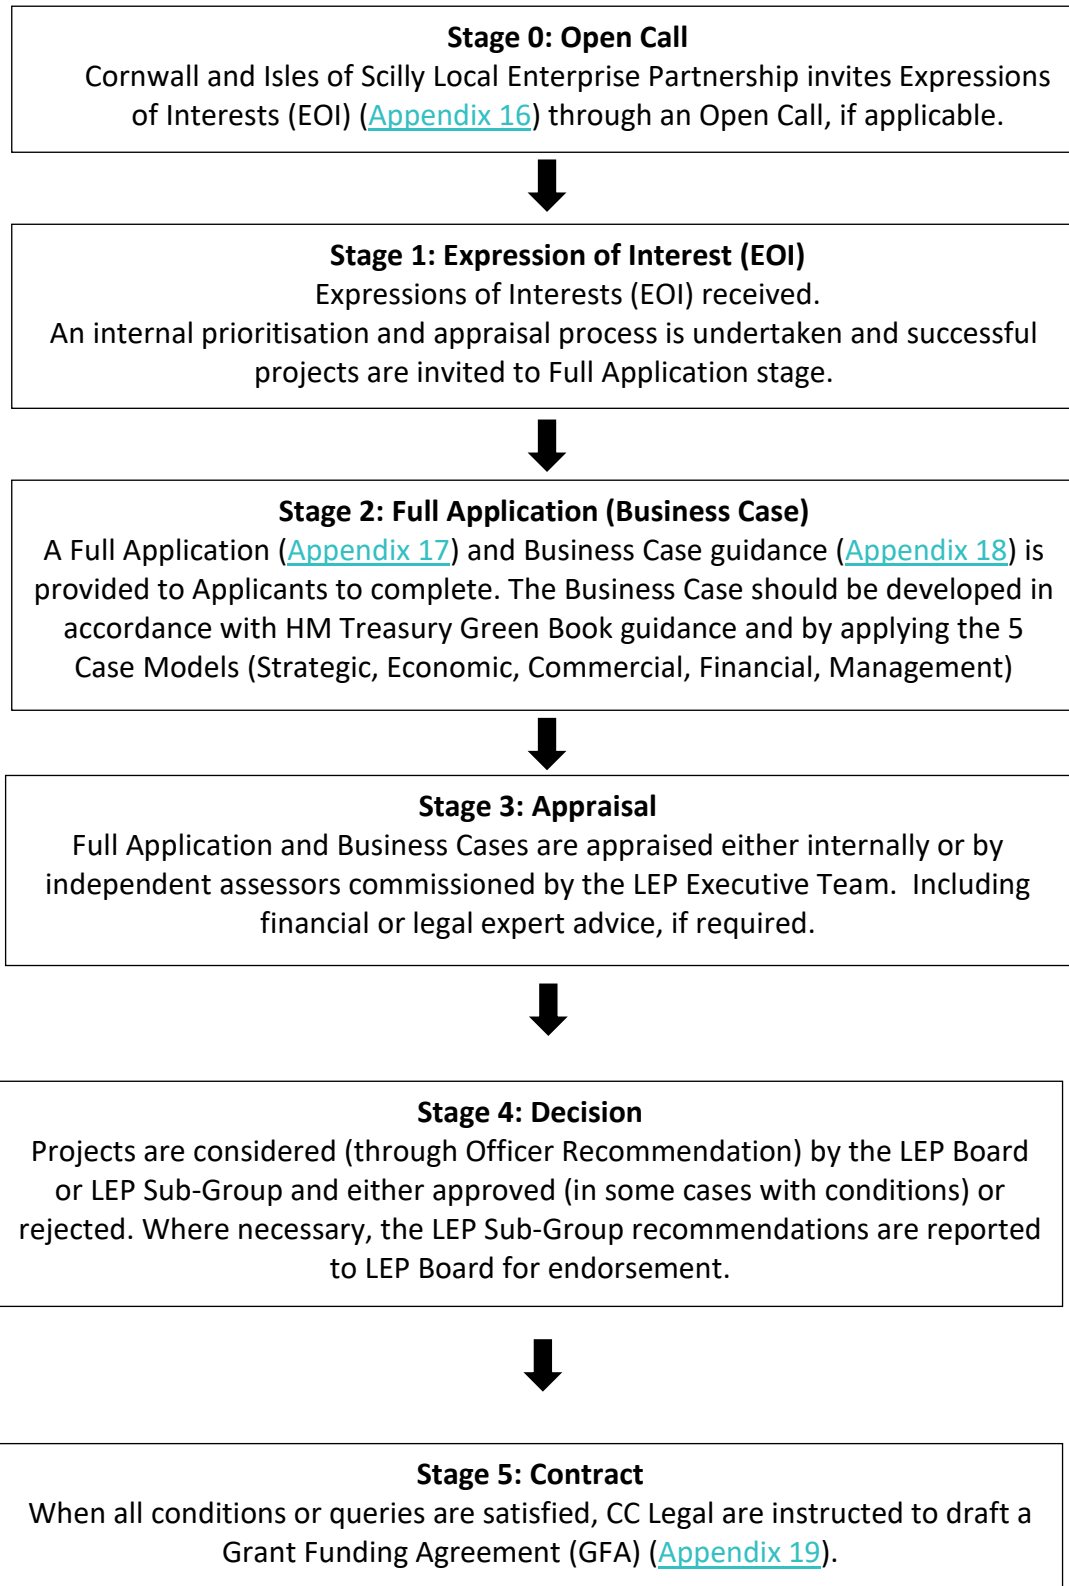 Stage 0: Open Call
Cornwall and Isles of Scilly Local Enterprise Partnership invites Expressions
of Interests (EOI) (Appendix 16) through an Open Call, if applicable.
Stage 1: Expression of Interest (EOI)
Expressions of Interests (EOI) received.
An internal prioritisation and appraisal process is undertaken and successful
projects are invited to Full Application stage.
Stage 2: Full Application (Business Case)
A Full Application (Appendix 17) and Business Case guidance (Appendix 18) is
provided to Applicants to complete. The Business Case should be developed in
accordance with HM Treasury Green Book guidance and by applying the 5
Case Models (Strategic, Economic, Commercial, Financial, Management)
Stage 3: Appraisal
Full Application and Business Cases are appraised either internally or by
independent assessors commissioned by the LEP Executive Team.  Including
financial or legal expert advice, if required.
Stage 4: Decision
Projects are considered (through Officer Recommendation) by the LEP Board
or LEP Sub-Group and either approved (in some cases with conditions) or
rejected. Where necessary, the LEP Sub-Group recommendations are reported
to LEP Board for endorsement.
Stage 5: Contract
When all conditions or queries are satisfied, CC Legal are instructed to draft a
Grant Funding Agreement (GFA) (Appendix 19).